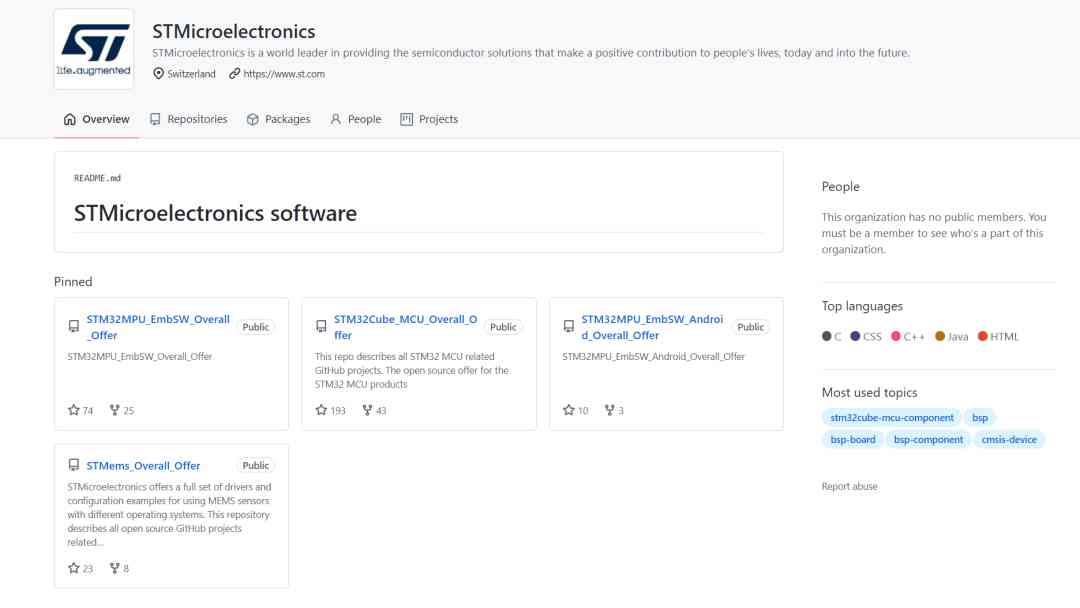 ST
life.augmented
STMicroelectronics
STMicroelectronics is a world leader in providing the semiconductor solutions that make a positive contribution to people's lives, today and into the future.
Switzerland https://www.st.com
Overview Repositories Packages People Projects
README.md
STMicroelectronics software
Pinned
STM32MPU_EmbSW_Overall
_Offer
Public
STM32MPU_EmbSW_Overall_Offer
74 25
STM32Cube_MCU_Overall_O
ffer
Public
This repo describes all STM32 MCU related
GitHub projects. The open source offer for the
STM32 MCU products
193 43
STM32MPU_EmbSW_Androi
d_Overall_Offer
Public
STM32MPU_EmbSW_Android_Overall_Offer
10 3
STMems_Overall_Offer Public
STMicroelectronics offers a full set of drivers and
configuration examples for using MEMS sensors
with different operating systems. This repository
describes all open source GitHub projects
related...
23 8
People
This organization has no public members. You
must be a member to see who's a part of this
organization.
Top languages
C CSS C++ Java HTML
Most used topics
stm32cube-mcu-component bsp
bsp-board bsp-component cmsis-device
Report abuse